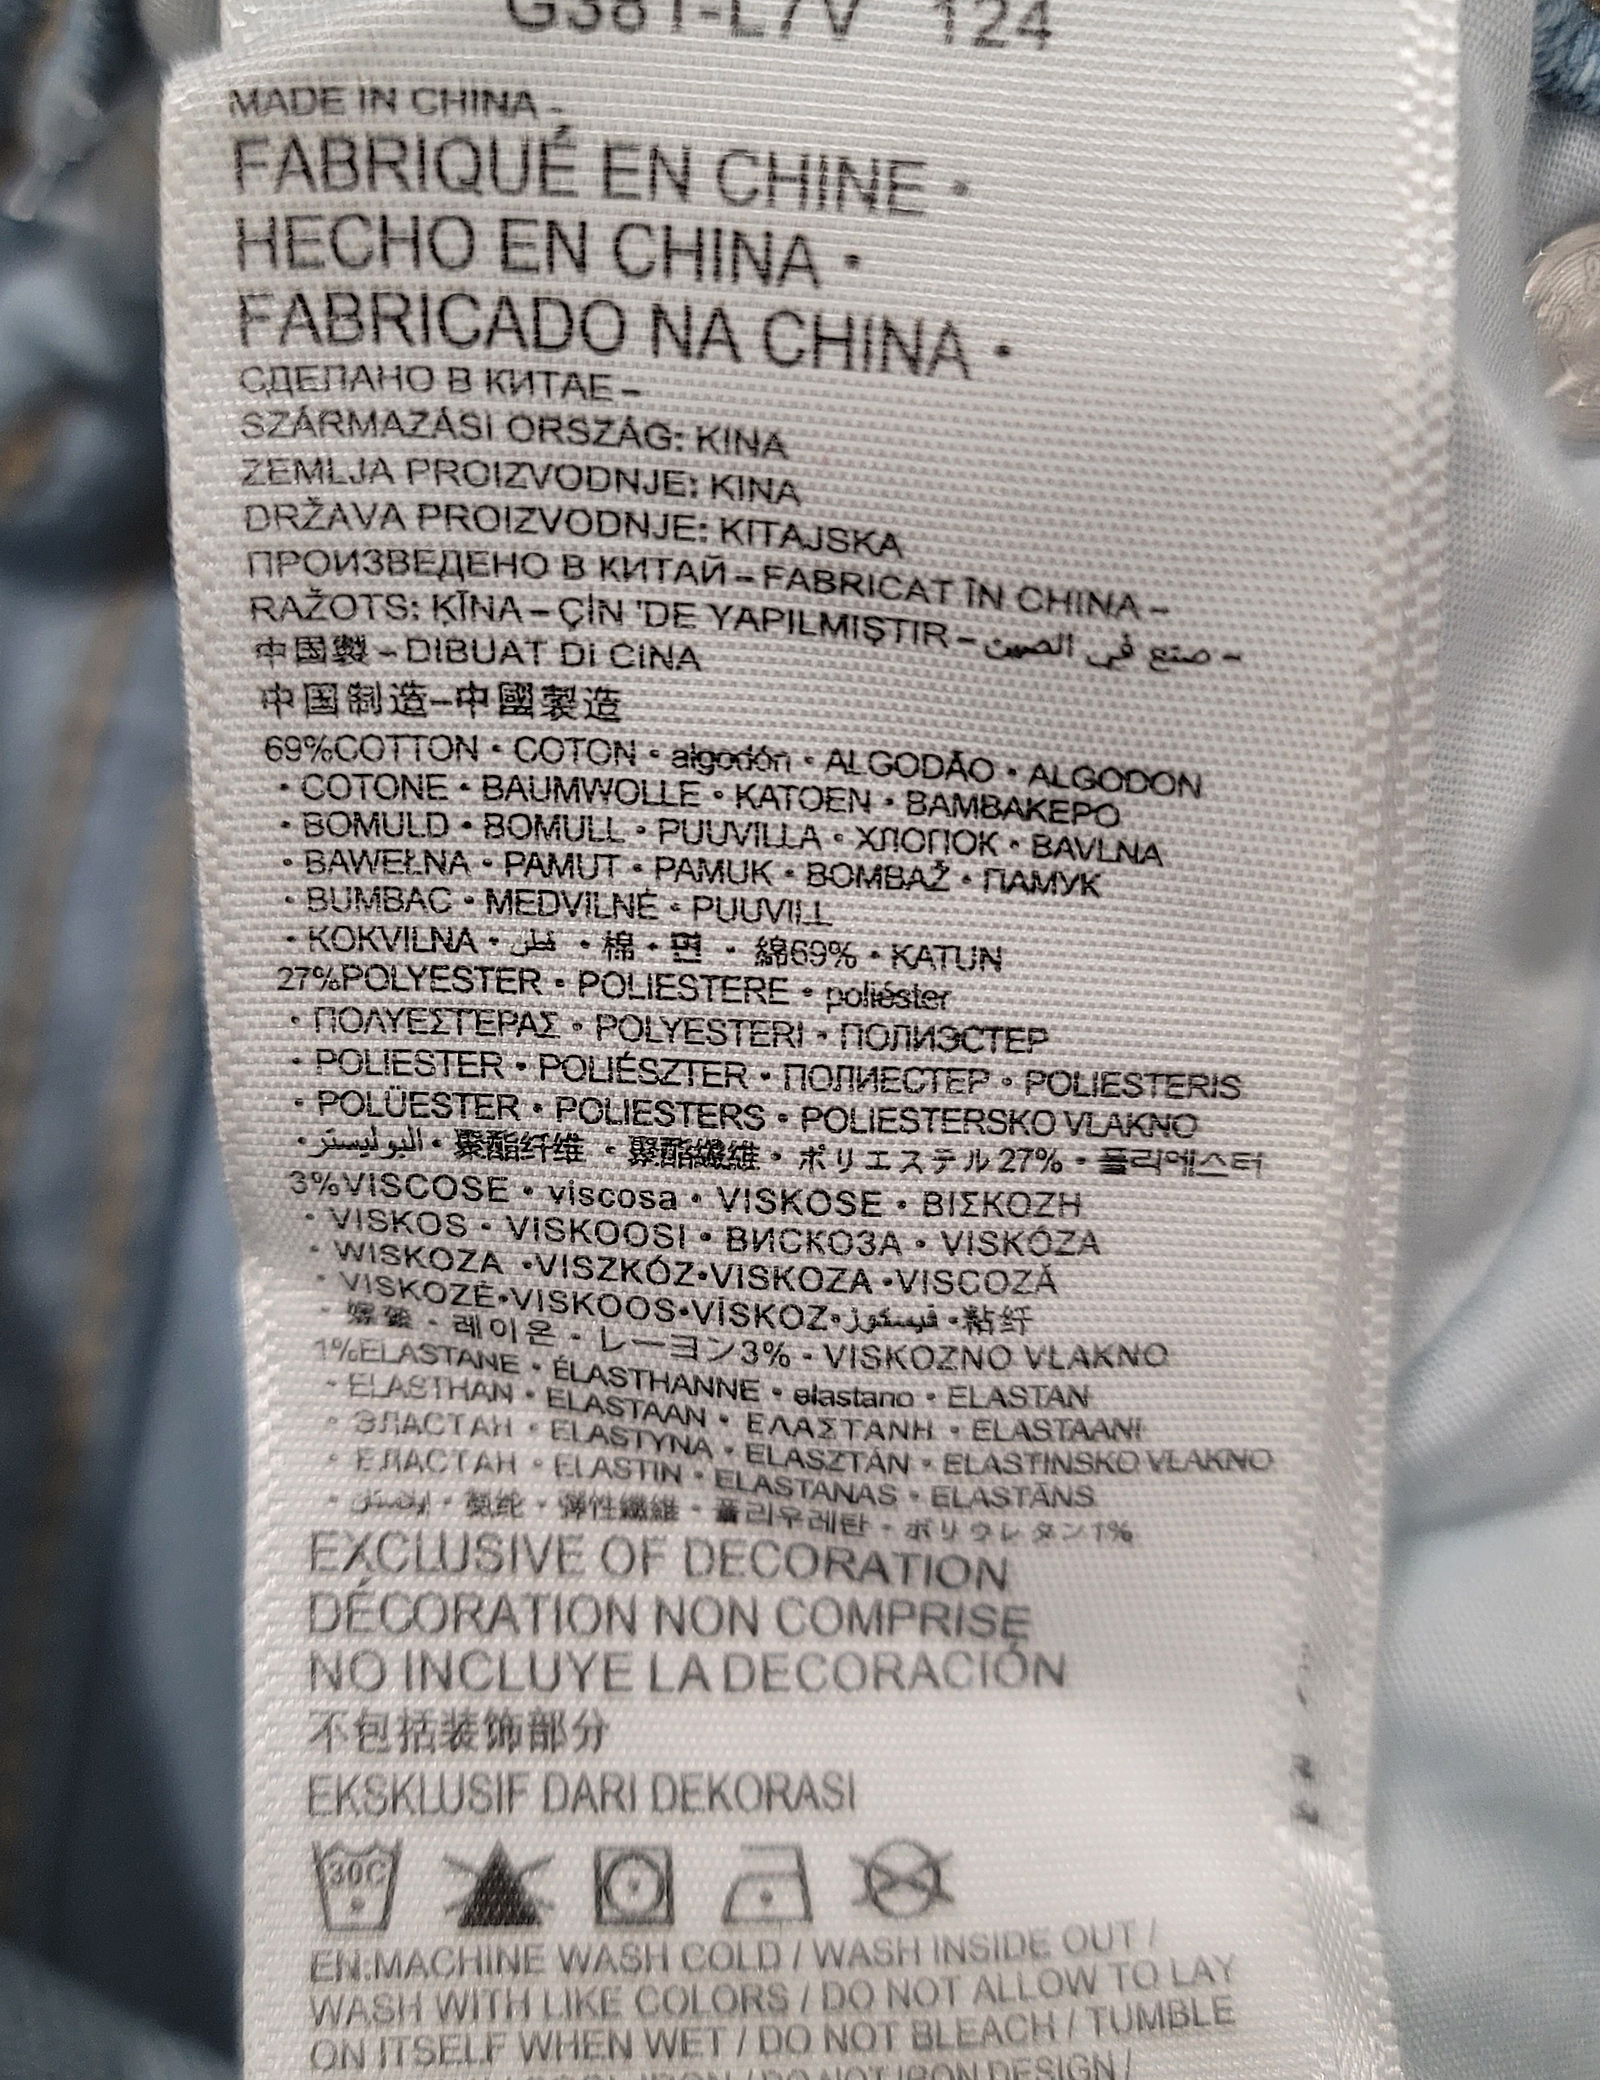 G381-L7V 124
MADE IN CHINA –
FABRIQUÉ EN CHINE •
HECHO EN CHINA •
FABRICADO NA CHINA •
СДЕПАНО В КИТАЕ –
SZÁRMAZÁSI ORSZÁG: KINA
ZEMLJA PROIZVODNJE: KINA
DRŽAVA PROIZVODNJE: KITAJSKA
ПРОИЗВЕДЕНО В КИТАЙ – FABRICAT ÎN CHINA –
RAŽOTS: ĶĪNA – ÇİN 'DE YAPILMIŞTIR – صنع في الصين –
中国製 – DIBUAT DI CINA
中国制造–中國製造
69%COTTON • COTON • algodón • ALGODÃO • ALGODON
• COTONE • BAUMWOLLE • KATOEN • BAMBAKEPO
• BOMULD • BOMULL • PUUVILLA • ХЛОПОК • BAVLNA
• BAWEŁNA • PAMUT • PAMUK • BOMBAŽ • ПАМУК
• BUMBAC • MEDVILNĖ • PUUVILL
• KOKVILNA • • 棉 • 면 • 綿69% • KATUN
27%POLYESTER • POLIESTERE • poliéster
• ΠΟΛΥΕΣΤΕΡΑΣ • POLYESTERI • ПОЛИЭСТЕР
• POLIESTER • POLIÉSZTER • ПОЛИЕСТЕР • POLIESTERIS
• POLÜESTER • POLIESTERS • POLIESTERSKO VLAKNO
• البوليستر • 聚酯纤维 • 聚酯纖維 • ポリエステル27% • 폴리에스터
3%VISCOSE • viscosa • VISKOSE • ΒΙΣΚΟΖΗ
• VISKOS • VISKOOSI • ВИСКОЗА • VISKÓZA
• WISKOZA •VISZKÓZ•VISKOZA •VISCOZĂ
• VISKOZĖ•VISKOOS•VİSKOZ•فيسكوز •粘纤
• 嫘縈 • 레이온 • レーヨン3% - VISKOZNO VLAKNO
1%ELASTANE • ÉLASTHANNE • elastano • ELASTAN
• ELASTHAN • ELASTAAN • ΕΛΑΣΤΑΝΗ • ELASTAANI
• ЭЛАСТАН • ELASTYNA • ELASZTÁN • ELASTINSKO VLAKNO
• ЕЛАСТАН • ELASTIN • ELASTANAS • ELASTĀNS
• • 氨纶 • 彈性纖維 • 폴리우레탄 • ポリウレタン1%
EXCLUSIVE OF DECORATION
DÉCORATION NON COMPRISE
NO INCLUYE LA DECORACIÓN
不包括装饰部分
EKSKLUSIF DARI DEKORASI
30C
EN:MACHINE WASH COLD / WASH INSIDE OUT /
WASH WITH LIKE COLORS / DO NOT ALLOW TO LAY
ON ITSELF WHEN WET / DO NOT BLEACH / TUMBLE
COOL IRON / DO NOT IRON DESIGN /